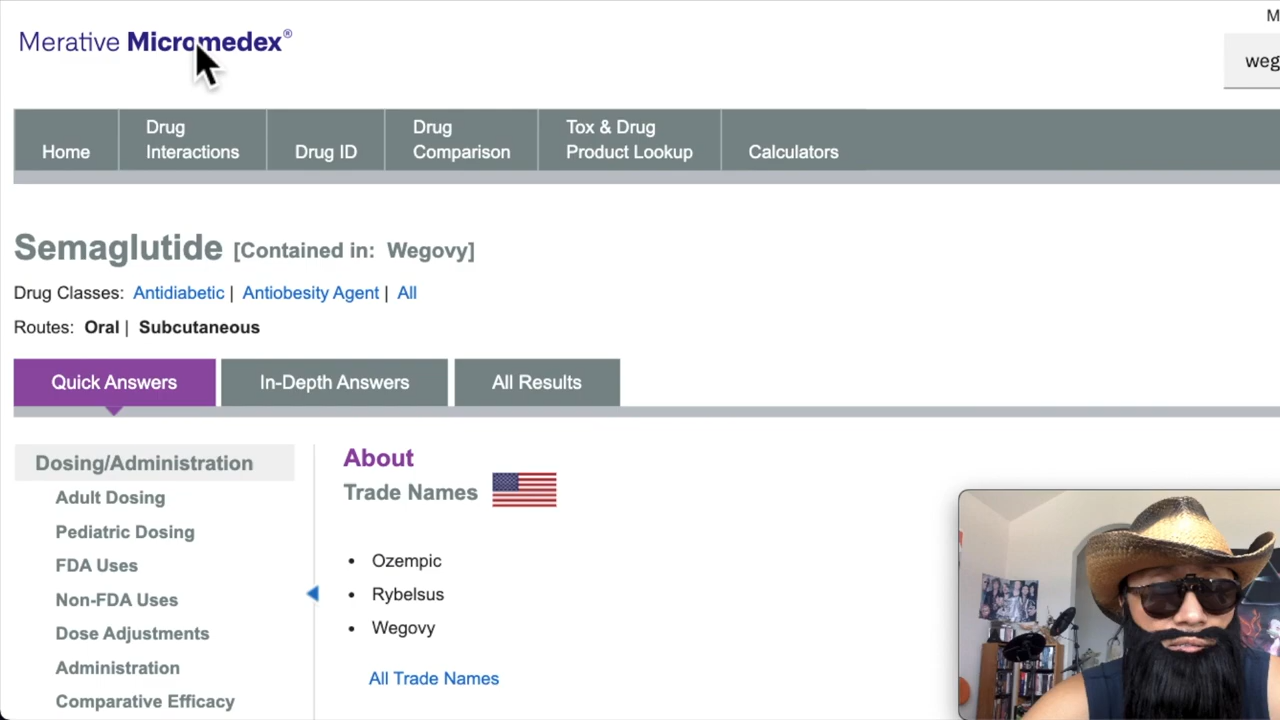 Merative Micromedex®
M
weg
Home
Drug
Interactions
Drug ID
Drug
Comparison
Tox & Drug
Product Lookup
Calculators
Semaglutide [Contained in: Wegovy]
Drug Classes: Antidiabetic | Antiobesity Agent | All
Routes: Oral | Subcutaneous
Quick Answers
In-Depth Answers
All Results
Dosing/Administration
Adult Dosing
Pediatric Dosing
FDA Uses
Non-FDA Uses
Dose Adjustments
Administration
Comparative Efficacy
About
Trade Names
• Ozempic
• Rybelsus
• Wegovy
All Trade Names